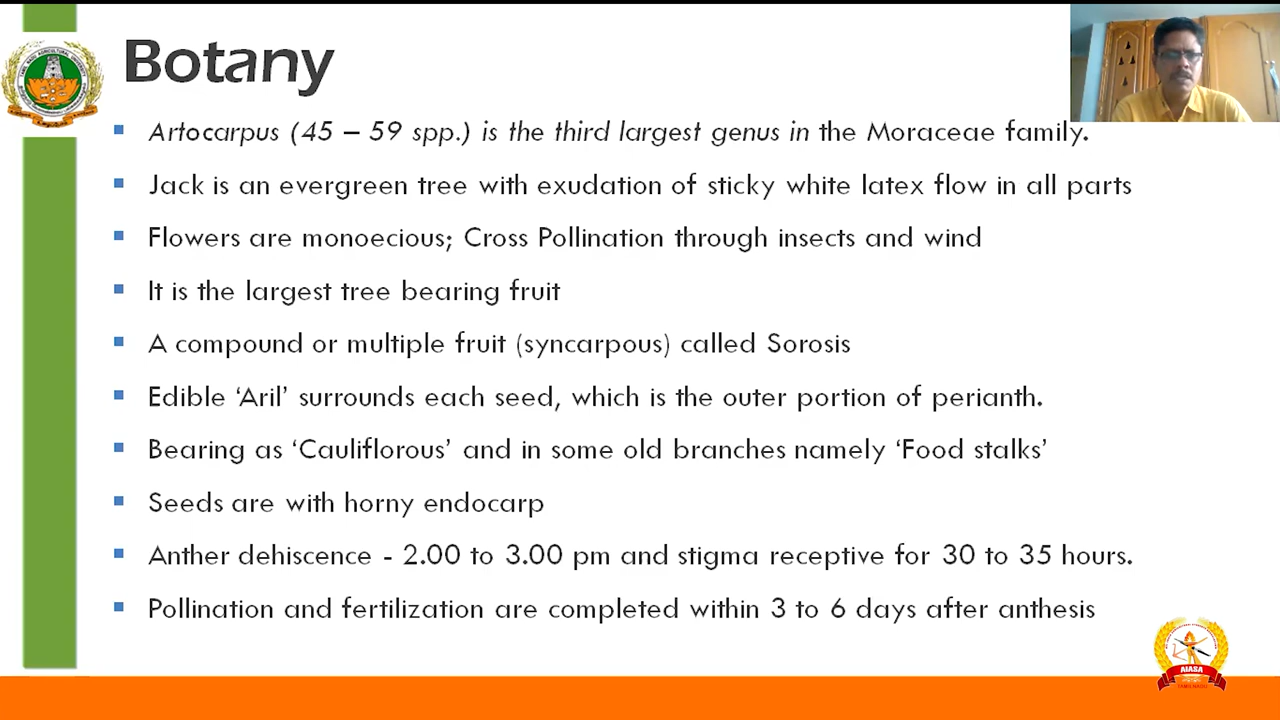 Botany
Artocarpus (45 – 59 spp.) is the third largest genus in the Moraceae family.
Jack is an evergreen tree with exudation of sticky white latex flow in all parts
Flowers are monoecious; Cross Pollination through insects and wind
It is the largest tree bearing fruit
A compound or multiple fruit (syncarpous) called Sorosis
Edible ‘Aril’ surrounds each seed, which is the outer portion of perianth.
Bearing as ‘Cauliflorous’ and in some old branches namely ‘Food stalks’
Seeds are with horny endocarp
Anther dehiscence - 2.00 to 3.00 pm and stigma receptive for 30 to 35 hours.
Pollination and fertilization are completed within 3 to 6 days after anthesis
AIASA